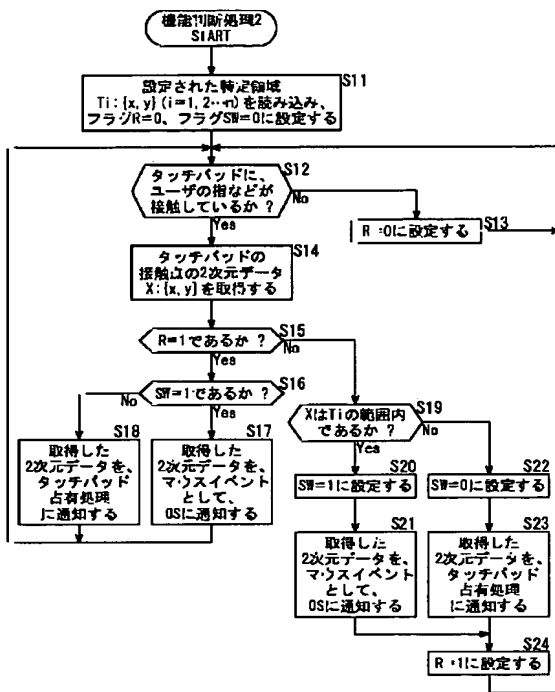 機能判断処理2
START
S11
設定された特定領域
Ti:{x, y} (i=1, 2…n)を読み込み、
フラグR=0、フラグSW=0に設定する
S12
タッチパッドに、
ユーザの指などが
接触しているか ?
No
Yes
S13
R=0に設定する
S14
タッチパッドの
接触点の2次元データ
X:{x, y}を取得する
S15
R=1であるか ?
No
Yes
S16
SW=1であるか ?
No
Yes
S19
XはTiの範囲内
であるか ?
No
Yes
S18
取得した
2次元データを、
タッチパッド
占有処理
に通知する
S17
取得した
2次元データを、
マウスイベント
として、
OSに通知する
S20
SW=1に設定する
S22
SW=0に設定する
S21
取得した
2次元データを、
マウスイベント
として、
OSに通知する
S23
取得した
2次元データを、
タッチパッド
占有処理
に通知する
S24
R=1に設定する